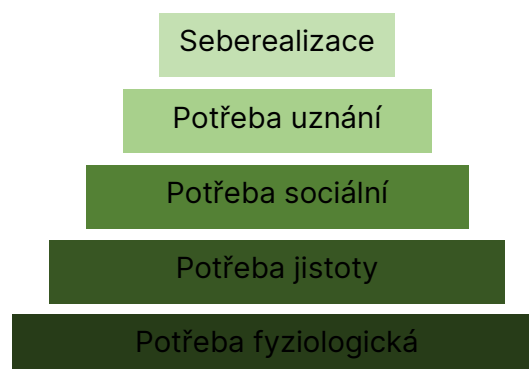 Seberealizace
Potřeba uznání
Potřeba sociální
Potřeba jistoty
Potřeba fyziologická